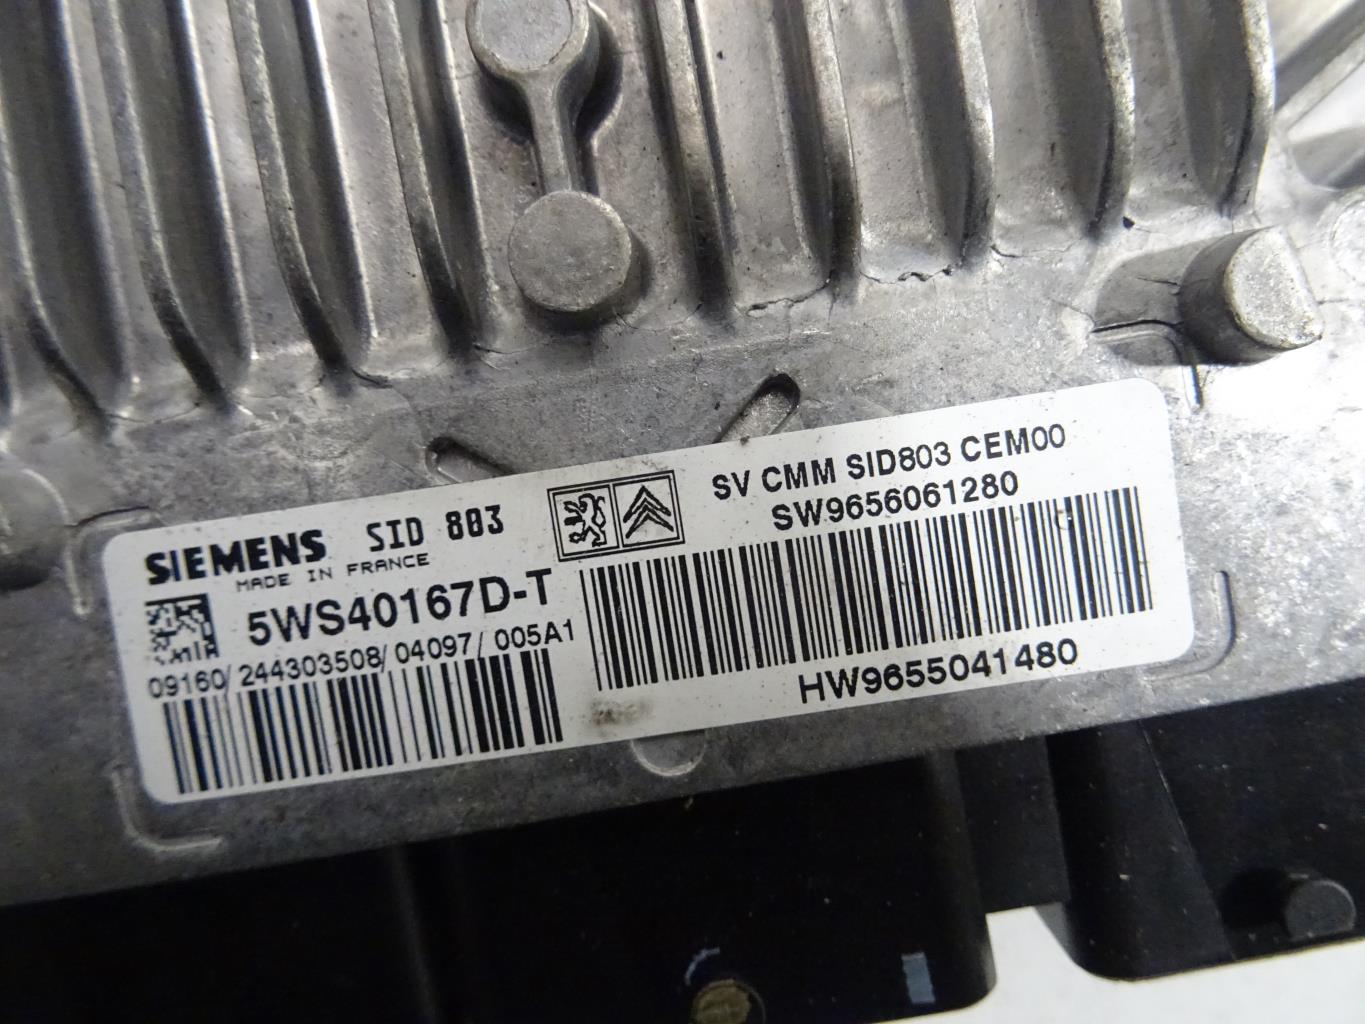 SIEMENS SID 803
MADE IN FRANCE
5WS40167D-T
09160/244303508/04097/005A1
SV CMM SID803 CEM00
SW9656061280
HW9655041480